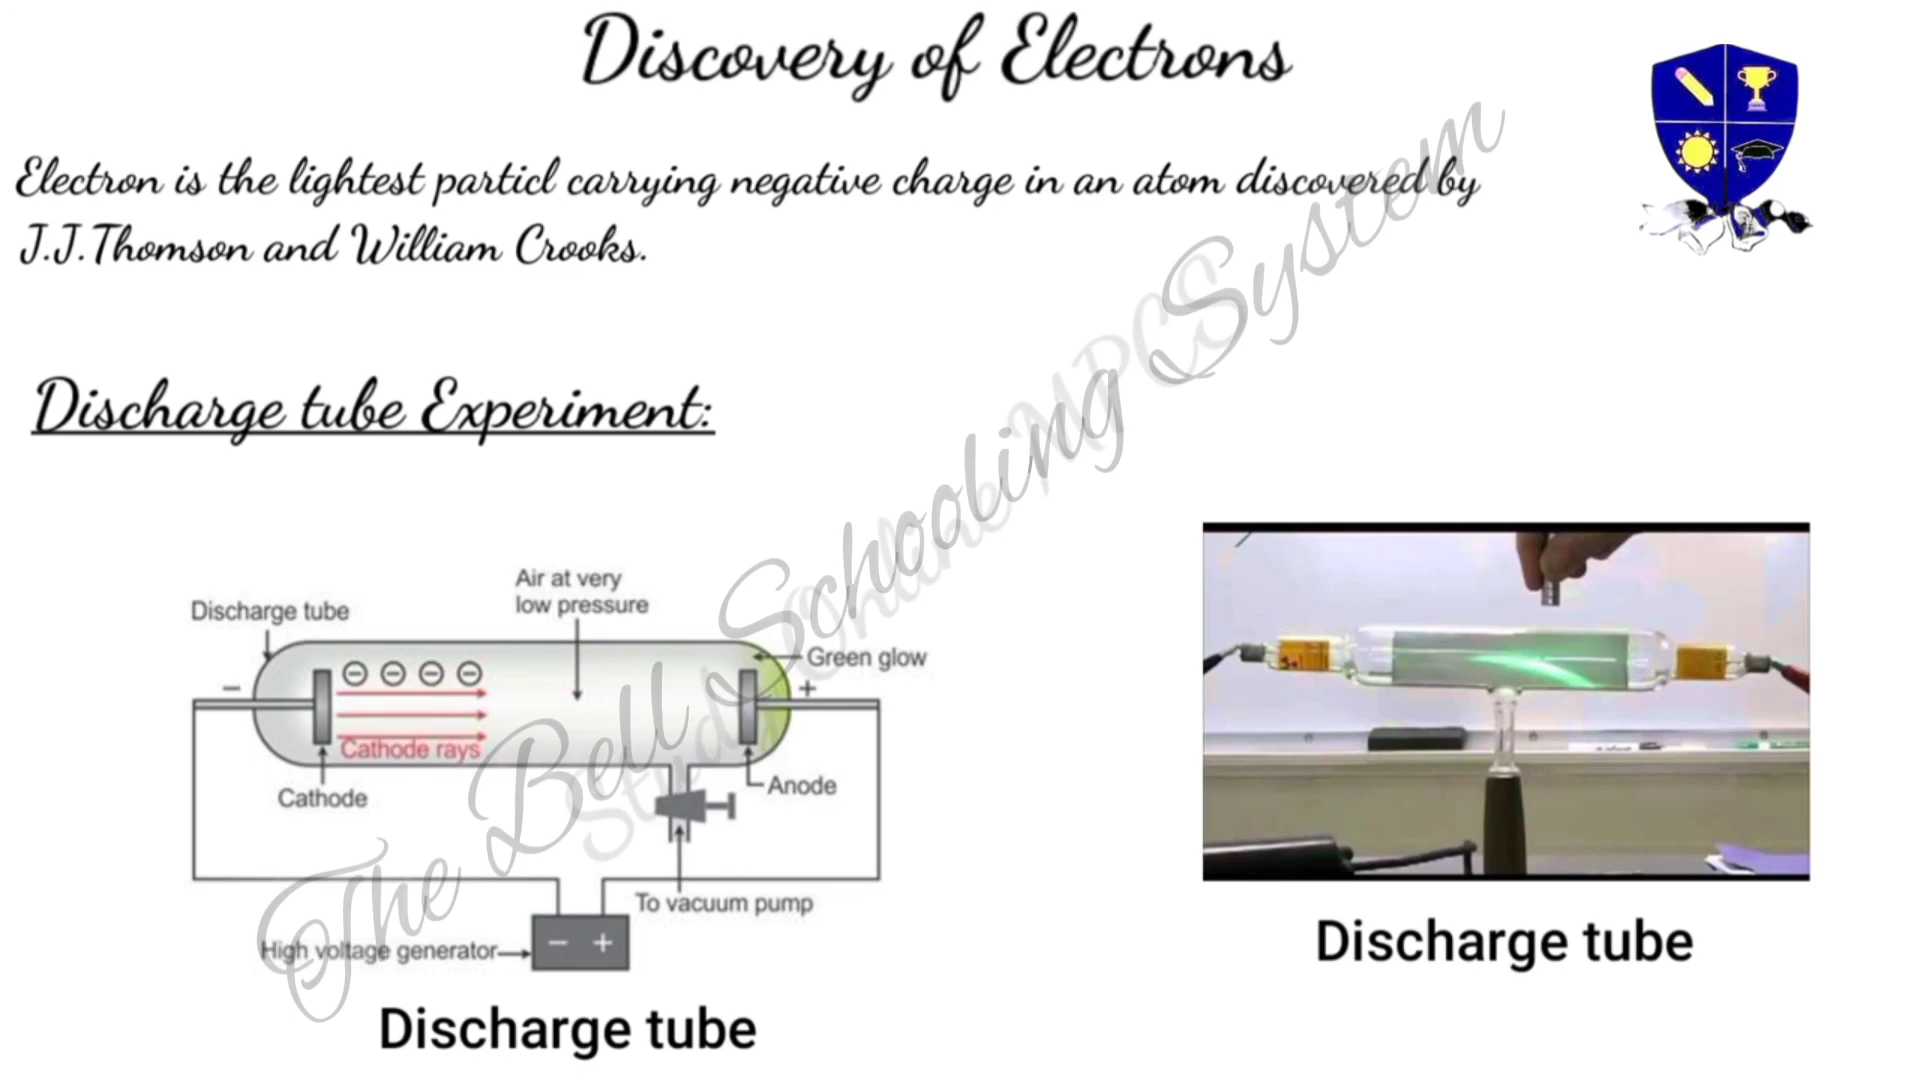 Discovery of Electrons
Electron is the lightest particl carrying negative charge in an atom discovered by
J.J.Thomson and William Crooks.
Discharge tube Experiment:
Air at very
low pressure
Discharge tube
Green glow
−
+
Cathode rays
Cathode
Anode
To vacuum pump
High voltage generator
− +
Discharge tube
Discharge tube
The Bell Schooling System